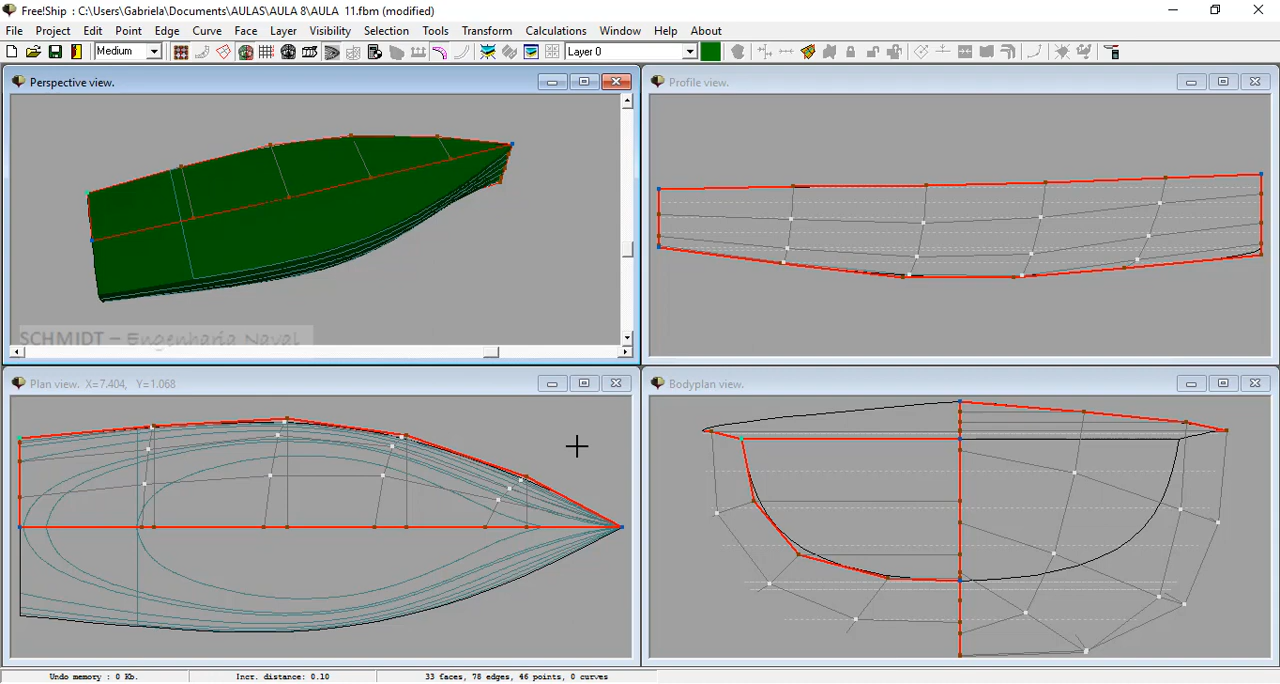 Free!Ship : C:\Users\Gabriela\Documents\AULAS\AULA 8\AULA 11.fbm (modified)
File Project Edit Point Edge Curve Face Layer Visibility Selection Tools Transform Calculations Window Help About
Medium Layer 0
Perspective view.
Profile view.
SCHMIDT – Engenharia Naval
Plan view. X=7.404, Y=1.068
Bodyplan view.
Undo memory : 0 Kb. Incr. distance: 0.10 33 faces, 78 edges, 46 points, 0 curves